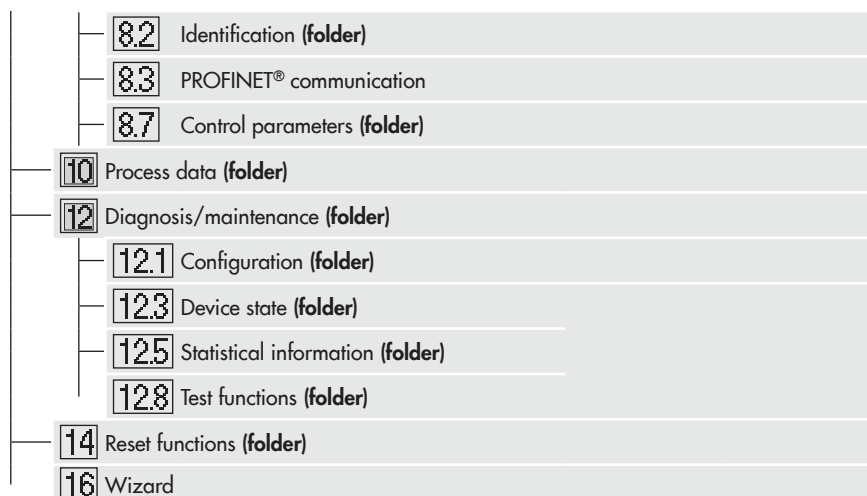 8.2 Identification (folder)
8.3 PROFINET® communication
8.7 Control parameters (folder)
10 Process data (folder)
12 Diagnosis/maintenance (folder)
12.1 Configuration (folder)
12.3 Device state (folder)
12.5 Statistical information (folder)
12.8 Test functions (folder)
14 Reset functions (folder)
16 Wizard